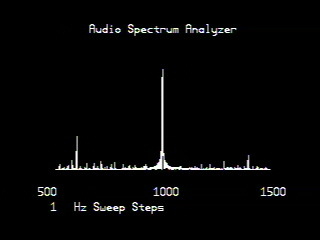 Audio Spectrum Analyzer
500 1000 1500
1 Hz Sweep Steps